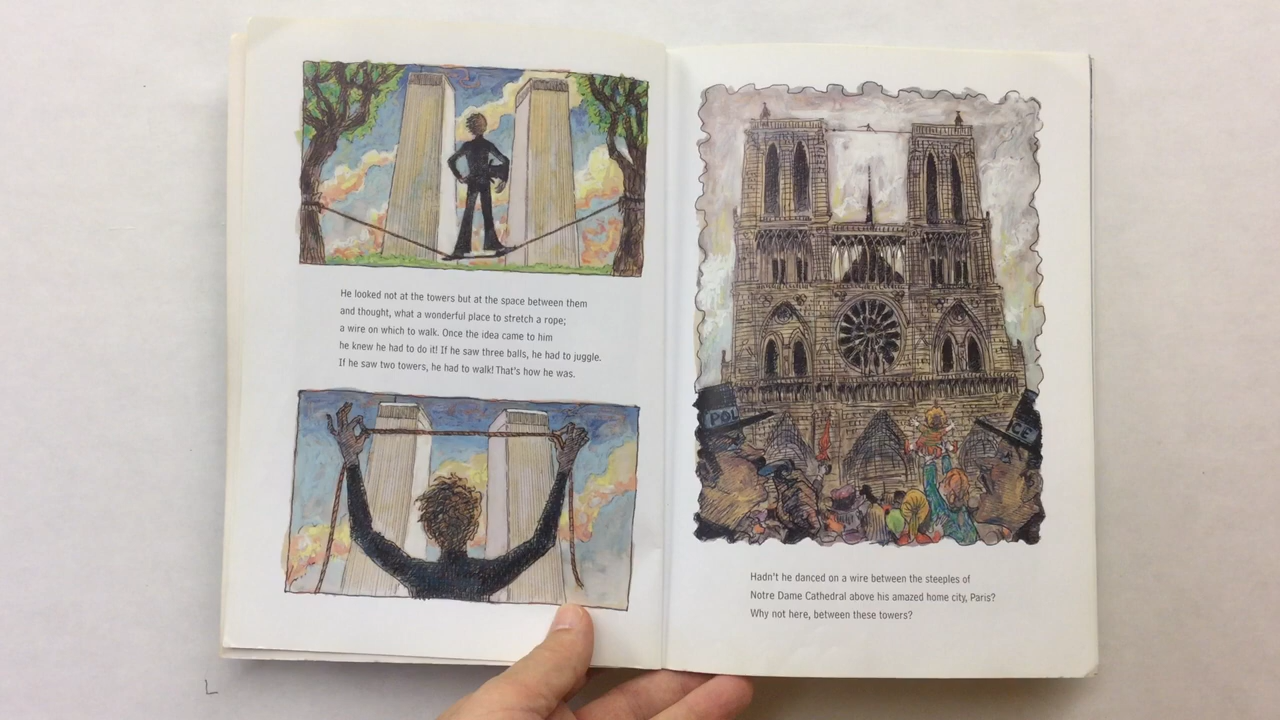 He looked not at the towers but at the space between them
and thought, what a wonderful place to stretch a rope;
a wire on which to walk. Once the idea came to him
he knew he had to do it! If he saw three balls, he had to juggle.
If he saw two towers, he had to walk! That's how he was.
POL
CE
Hadn't he danced on a wire between the steeples of
Notre Dame Cathedral above his amazed home city, Paris?
Why not here, between these towers?